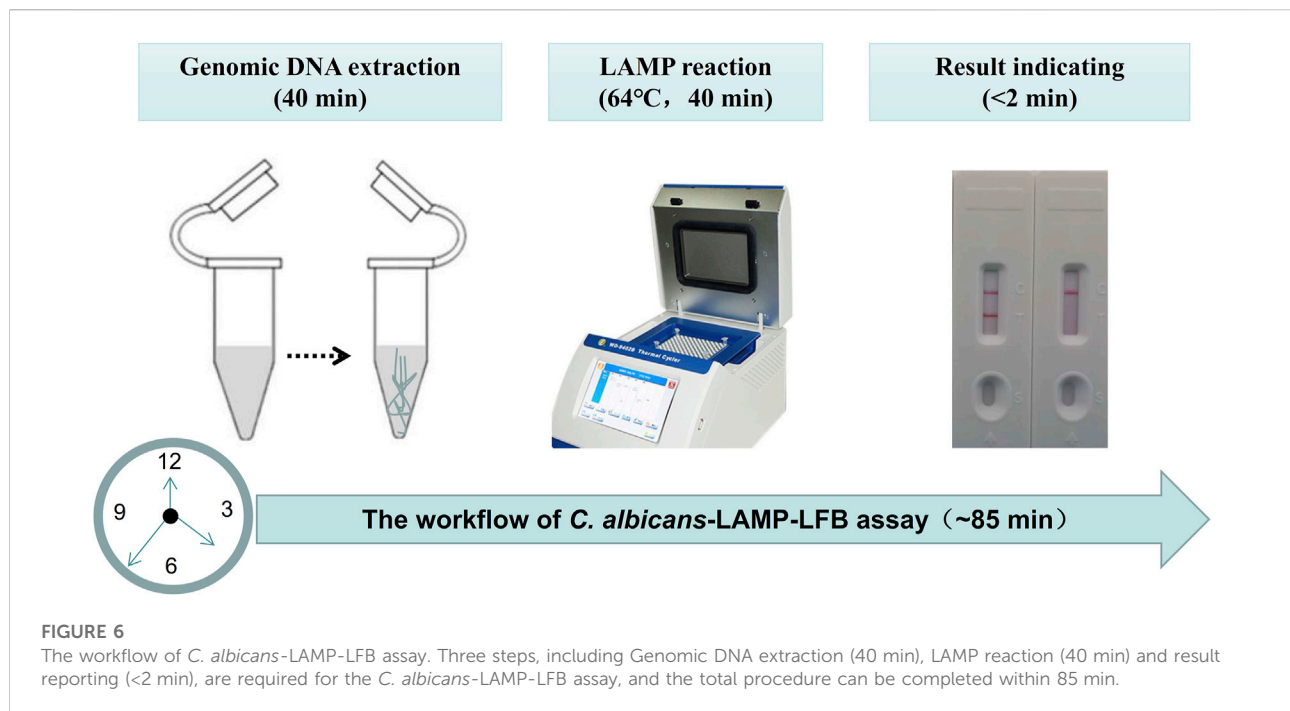 Genomic DNA extraction
(40 min)
LAMP reaction
(64℃，40 min)
Result indicating
(<2 min)
WD-9402B Thermal Cycler
C
T
S
C
T
S
12
9
3
6
The workflow of C. albicans-LAMP-LFB assay（~85 min）
FIGURE 6
The workflow of C. albicans-LAMP-LFB assay. Three steps, including Genomic DNA extraction (40 min), LAMP reaction (40 min) and result
reporting (<2 min), are required for the C. albicans-LAMP-LFB assay, and the total procedure can be completed within 85 min.